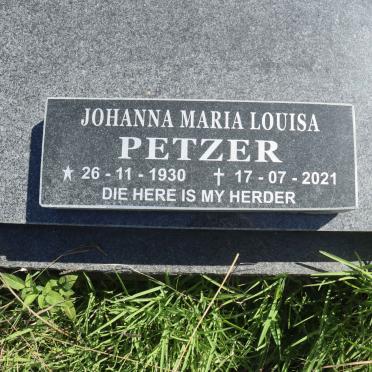 JOHANNA MARIA LOUISA
PETZER
★ 26 - 11 - 1930 ✝ 17 - 07 - 2021
DIE HERE IS MY HERDER